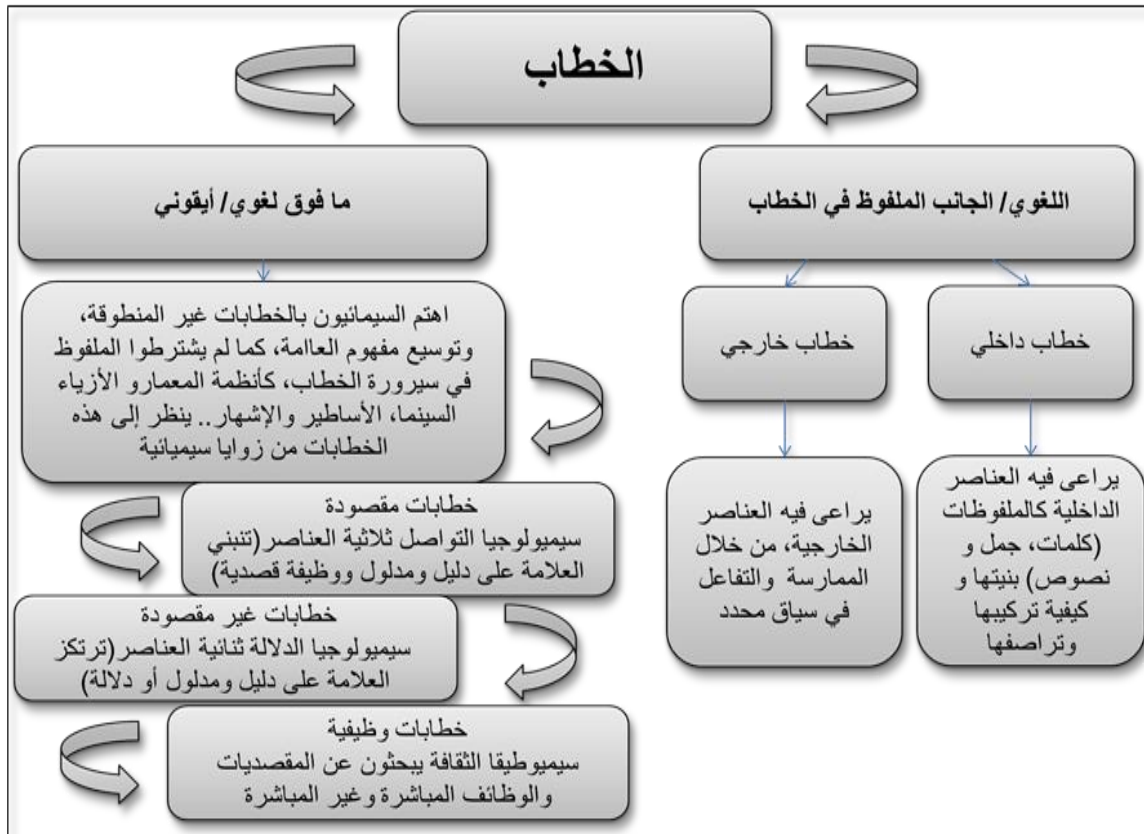 الخطاب
اللغوي/ الجانب الملفوظ في الخطاب
خطاب داخلي
يراعى فيه العناصر
الداخلية كالملفوظات
(كلمات، جمل و
نصوص) بنيتها و
كيفية تركيبها
وتراصفها
خطاب خارجي
يراعى فيه العناصر
الخارجية، من خلال
الممارسة والتفاعل
في سياق محدد
ما فوق لغوي/ أيقوني
اهتم السيمائيون بالخطابات غير المنطوقة،
وتوسيع مفهوم العاامة، كما لم يشترطوا الملفوظ
في سيرورة الخطاب، كأنظمة المعمارو الأزياء
السينما، الأساطير والإشهار.. ينظر إلى هذه
الخطابات من زوايا سيميائية
خطابات مقصودة
سيميولوجيا التواصل ثلاثية العناصر(تنبني
العلامة على دليل ومدلول ووظيفة قصدية)
خطابات غير مقصودة
سيميولوجيا الدلالة ثنائية العناصر(ترتكز
العلامة على دليل ومدلول أو دلالة)
خطابات وظيفية
سيميوطيقا الثقافة يبحثون عن المقصديات
والوظائف المباشرة وغير المباشرة